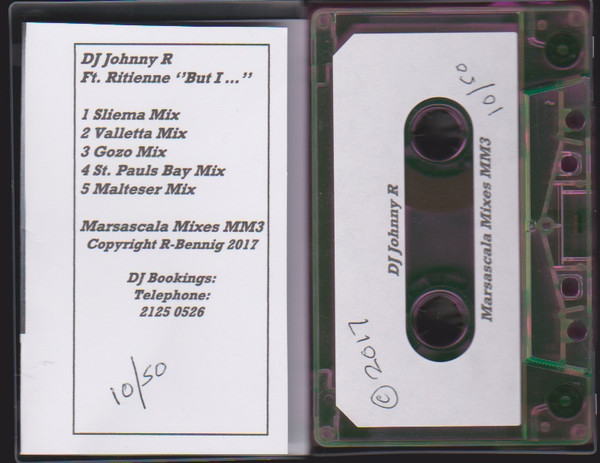 DJ Johnny R
Ft. Ritienne ‘’But I ...”
1 Sliema Mix
2 Valletta Mix
3 Gozo Mix
4 St. Pauls Bay Mix
5 Malteser Mix
Marsascala Mixes MM3
Copyright R-Bennig 2017
DJ Bookings:
Telephone:
2125 0526
10/50
10/50
DJ Johnny R
Marsascala Mixes MM3
© 2017